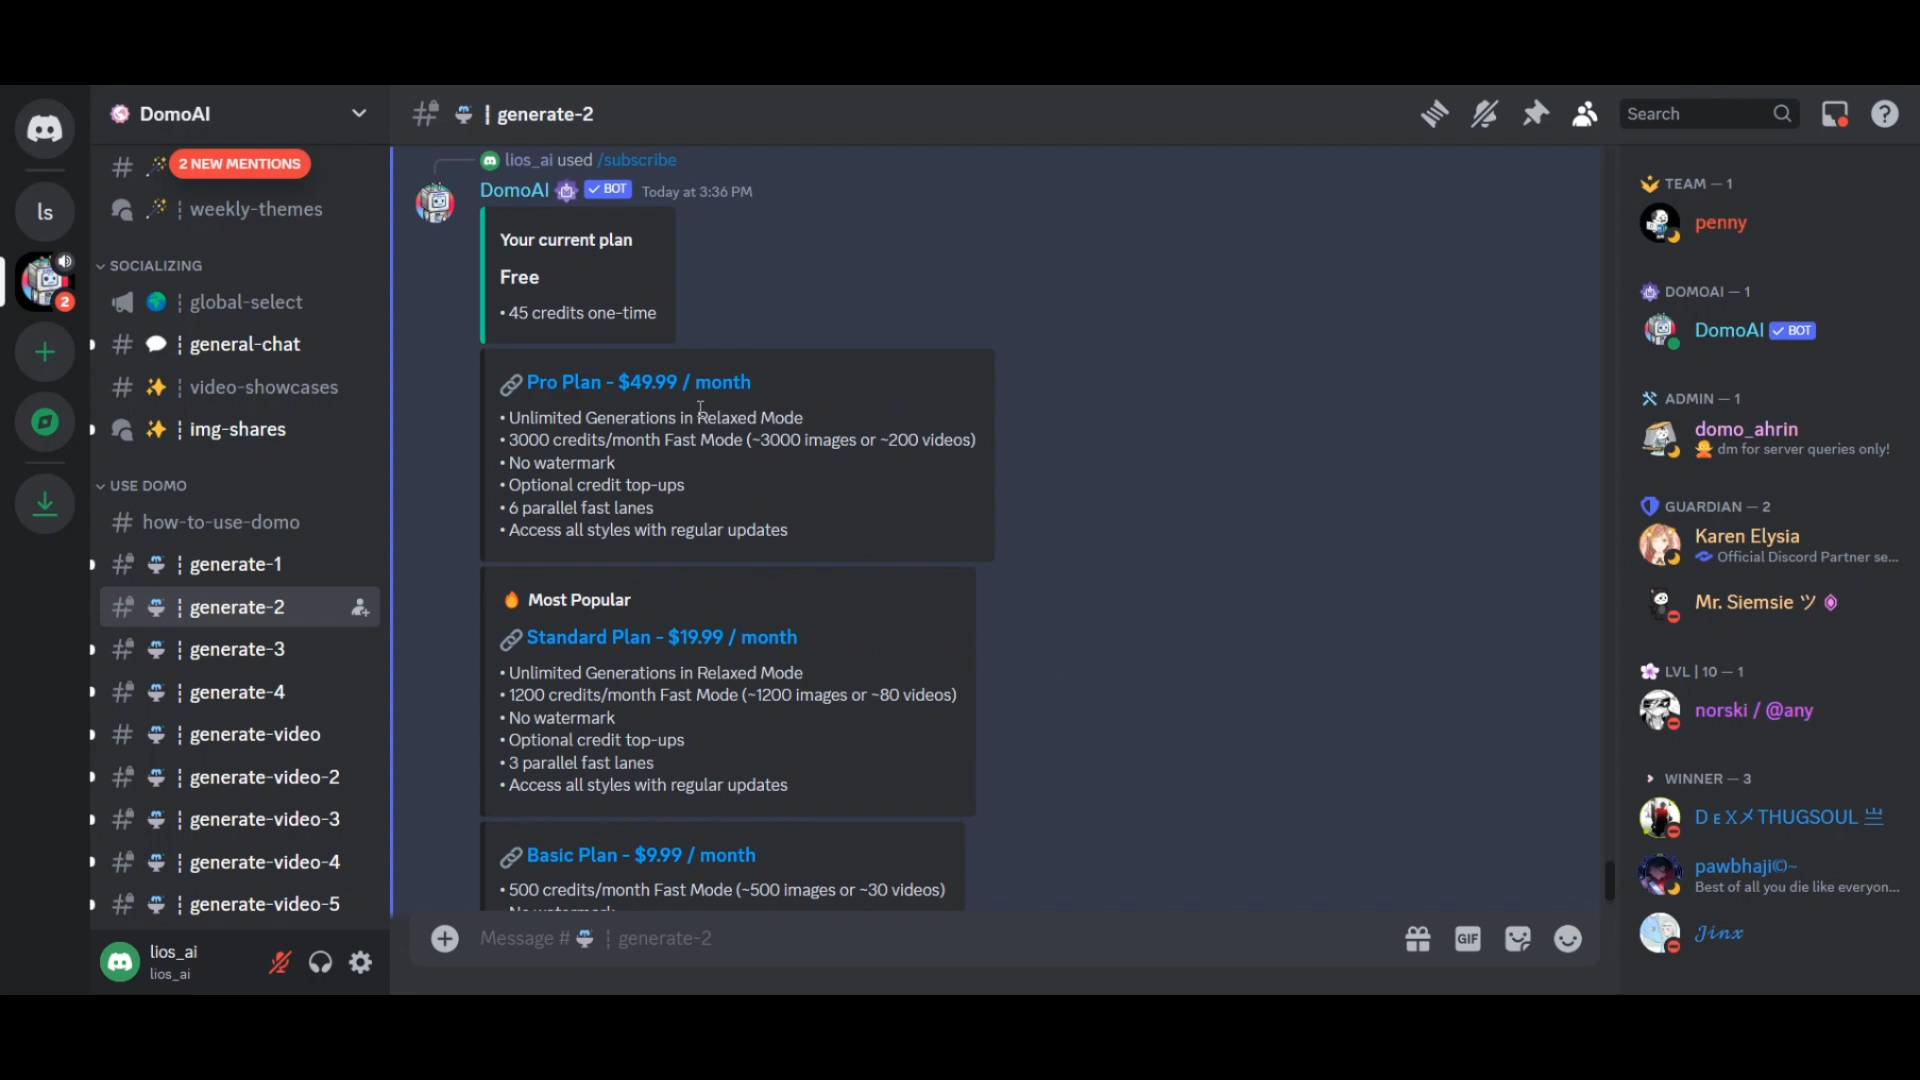 DomoAI
2 NEW MENTIONS
weekly-themes
SOCIALIZING
global-select
general-chat
video-showcases
img-shares
USE DOMO
how-to-use-domo
generate-1
generate-2
generate-3
generate-4
generate-video
generate-video-2
generate-video-3
generate-video-4
generate-video-5
lios_ai
lios_ai
ls
2
generate-2
Search
lios_ai used /subscribe
DomoAI BOT Today at 3:36 PM
Your current plan
Free
• 45 credits one-time
Pro Plan - $49.99 / month
• Unlimited Generations in Relaxed Mode
• 3000 credits/month Fast Mode (~3000 images or ~200 videos)
• No watermark
• Optional credit top-ups
• 6 parallel fast lanes
• Access all styles with regular updates
Most Popular
Standard Plan - $19.99 / month
• Unlimited Generations in Relaxed Mode
• 1200 credits/month Fast Mode (~1200 images or ~80 videos)
• No watermark
• Optional credit top-ups
• 3 parallel fast lanes
• Access all styles with regular updates
Basic Plan - $9.99 / month
• 500 credits/month Fast Mode (~500 images or ~30 videos)
Message # generate-2
GIF
TEAM — 1
penny
DOMOAI — 1
DomoAI BOT
ADMIN — 1
domo_ahrin
dm for server queries only!
GUARDIAN — 2
Karen Elysia
Official Discord Partner se...
Mr. Siemsie ツ
LVL | 10 — 1
norski / @any
WINNER — 3
DᴇX〆THUGSOUL 亗
pawbhaji©~
Best of all you die like everyon...
Jinx